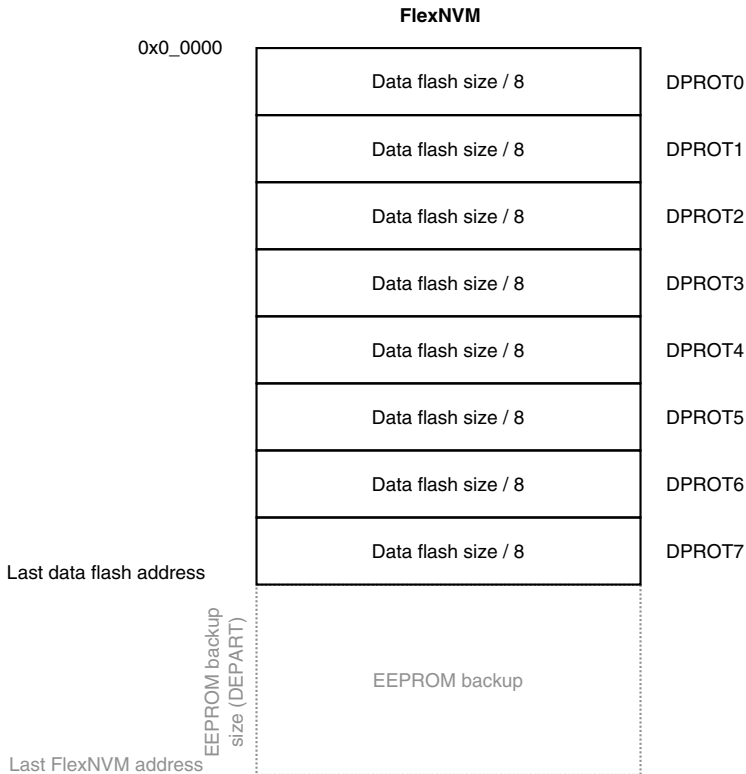 FlexNVM
0x0_0000
Data flash size / 8 DPROT0
Data flash size / 8 DPROT1
Data flash size / 8 DPROT2
Data flash size / 8 DPROT3
Data flash size / 8 DPROT4
Data flash size / 8 DPROT5
Data flash size / 8 DPROT6
Data flash size / 8 DPROT7
Last data flash address
EEPROM backup
size (DEPART)
EEPROM backup
Last FlexNVM address